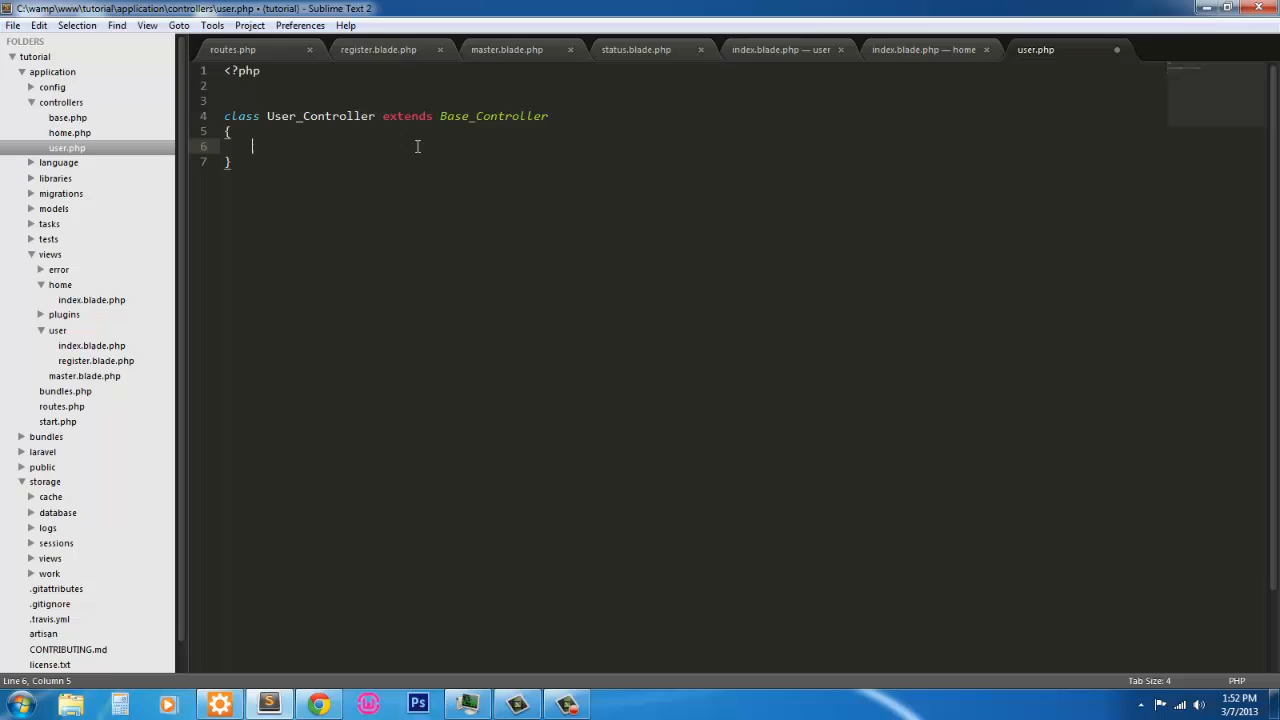 C:\wamp\www\tutorial\application\controllers\user.php • (tutorial) - Sublime Text 2
File Edit Selection Find View Goto Tools Project Preferences Help
FOLDERS
tutorial
application
config
controllers
base.php
home.php
user.php
language
libraries
migrations
models
tasks
tests
views
error
home
index.blade.php
plugins
user
index.blade.php
register.blade.php
master.blade.php
bundles.php
routes.php
start.php
bundles
laravel
public
storage
cache
database
logs
sessions
views
work
.gitattributes
.gitignore
.travis.yml
artisan
CONTRIBUTING.md
license.txt
routes.php register.blade.php master.blade.php status.blade.php index.blade.php — user index.blade.php — home user.php
1 <?php
2
3
4 class User_Controller extends Base_Controller
5 {
6
7 }
Line 6, Column 5 Tab Size: 4 PHP
S Ps
1:52 PM
3/7/2013